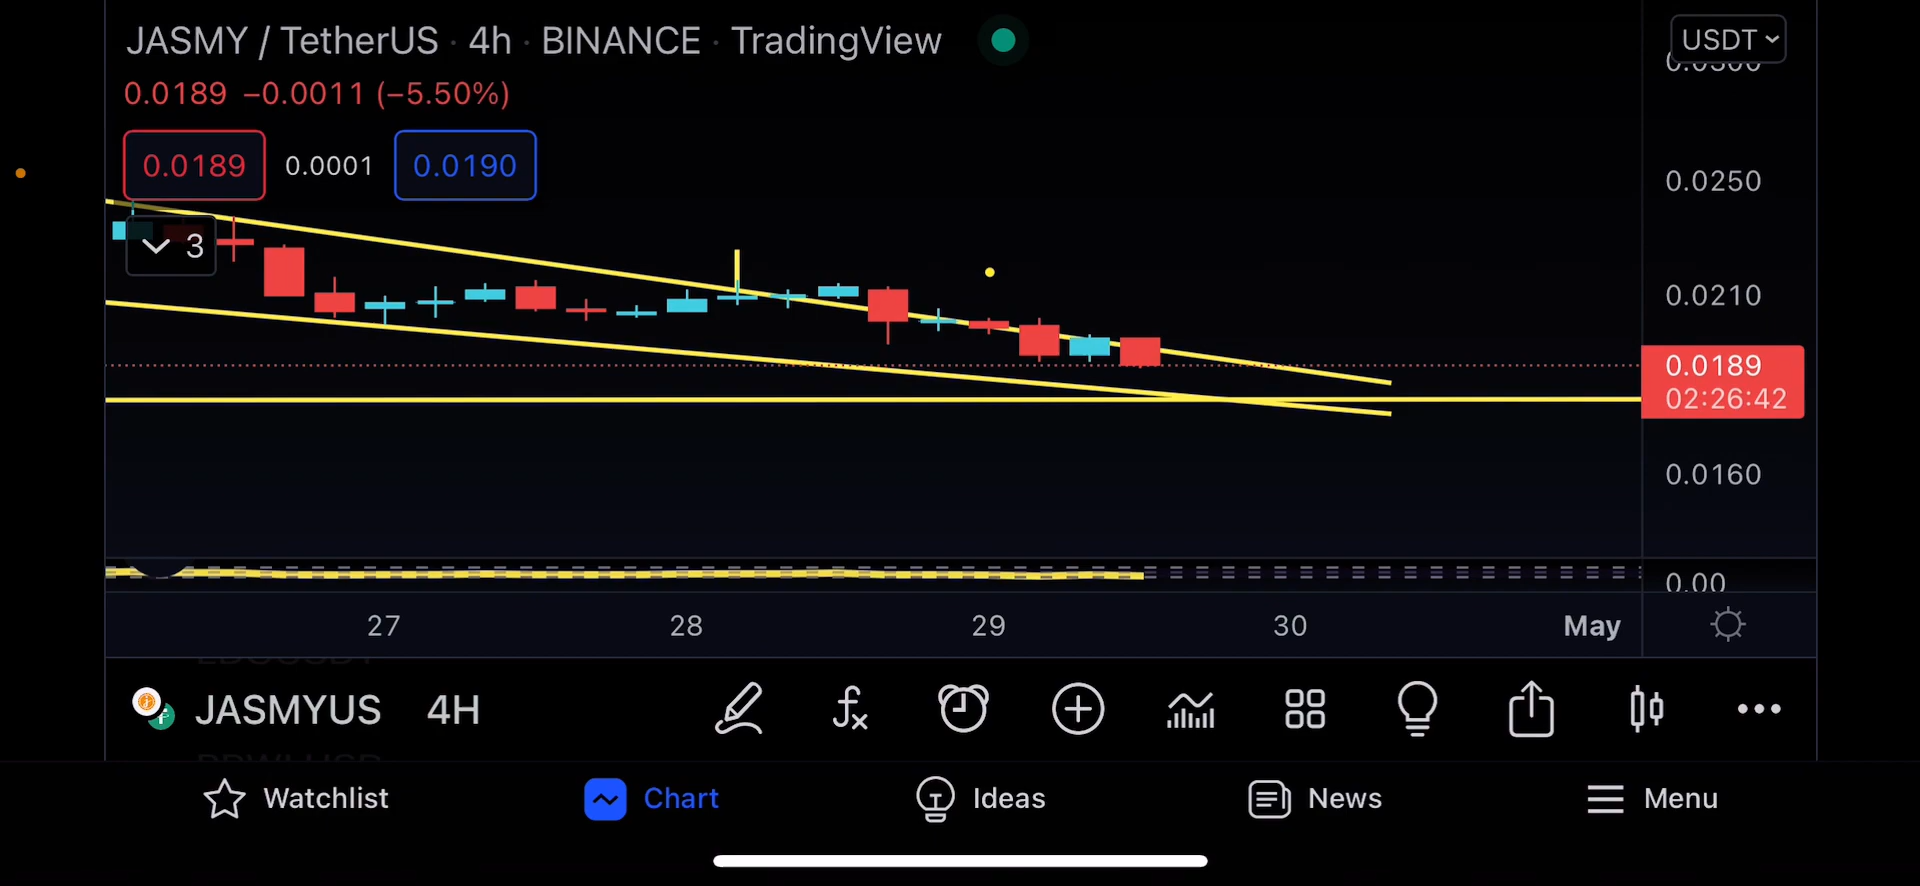 JASMY / TetherUS · 4h · BINANCE · TradingView
USDT
0.0189 −0.0011 (−5.50%)
0.0189 0.0001 0.0190
3
0.0250
0.0210
0.0189
02:26:42
0.0160
0.00
27 28 29 30 May
JASMYUS 4H
Watchlist Chart Ideas News Menu